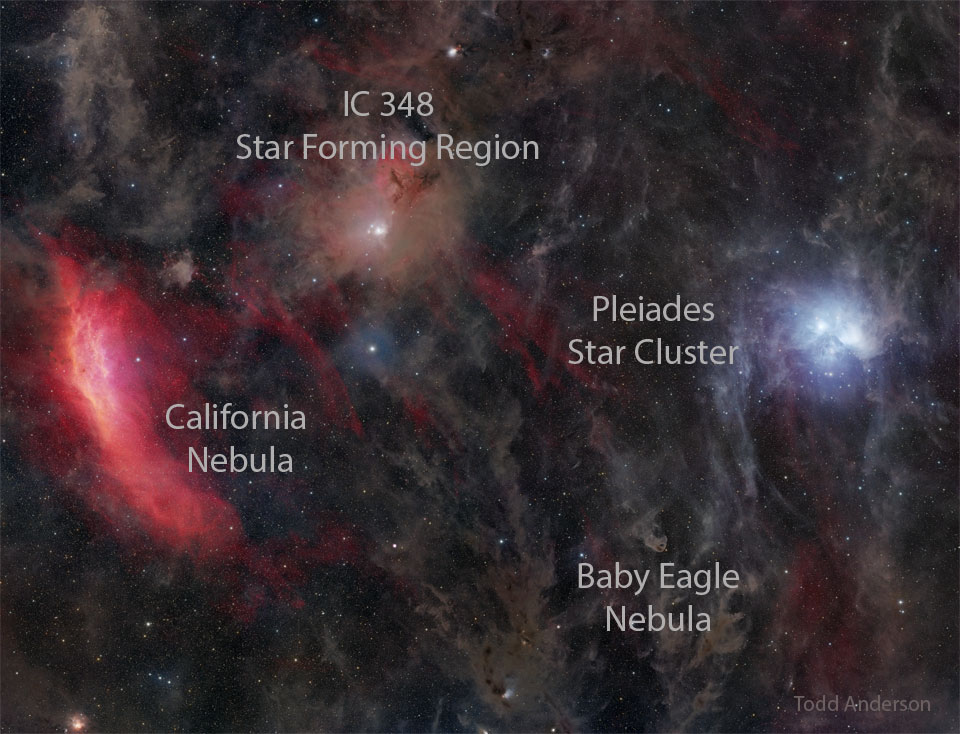 IC 348
Star Forming Region
Pleiades
Star Cluster
California
Nebula
Baby Eagle
Nebula
Todd Anderson